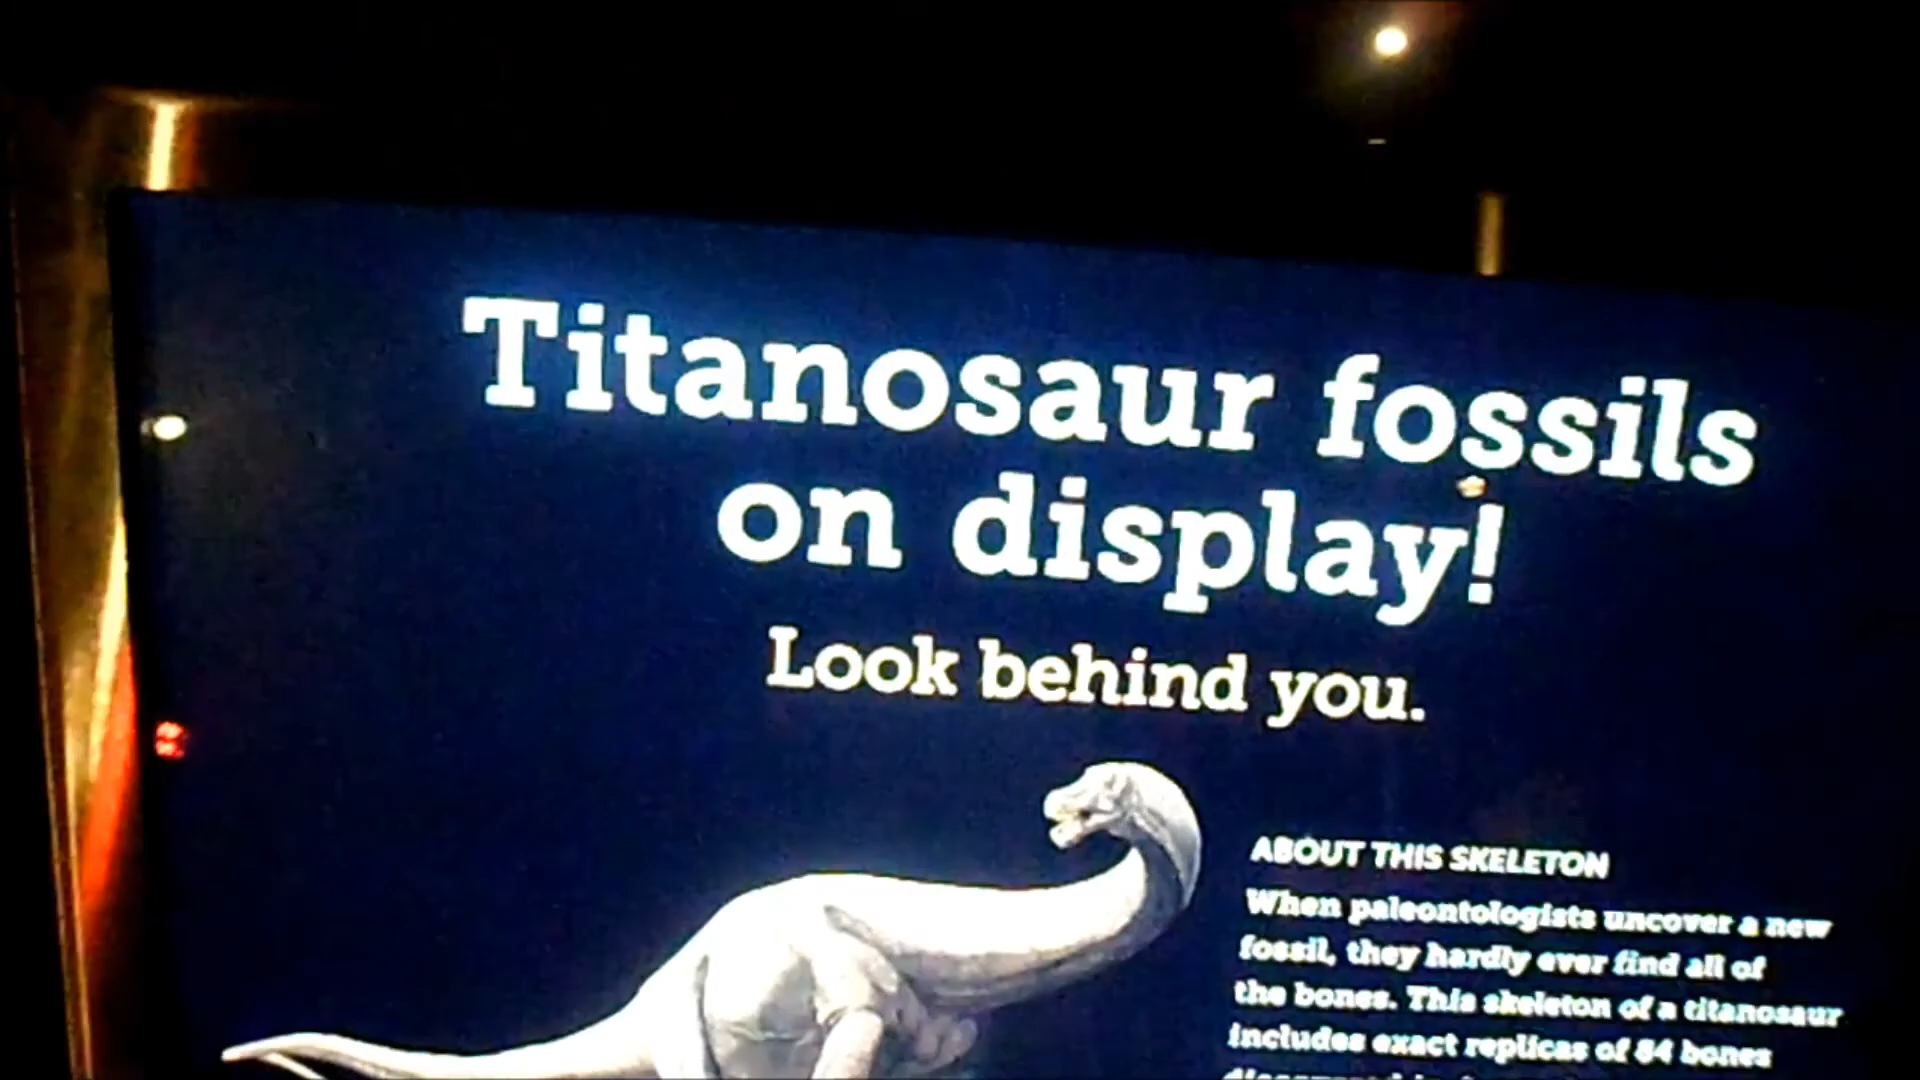 Titanosaur fossils
on display!
Look behind you.
ABOUT THIS SKELETON
When paleontologists uncover a new
fossil, they hardly ever find all of
the bones. This skeleton of a titanosaur
includes exact replicas of 84 bones